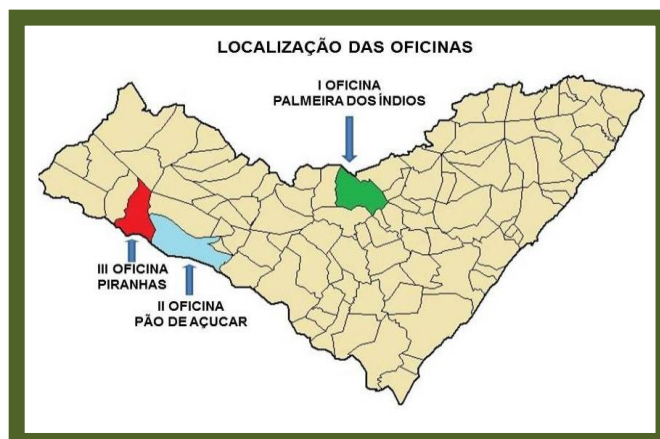 LOCALIZAÇÃO DAS OFICINAS
I OFICINA
PALMEIRA DOS ÍNDIOS
III OFICINA
PIRANHAS
II OFICINA
PÃO DE AÇUCAR